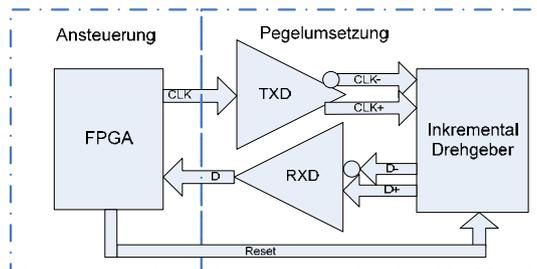 Ansteuerung
Pegelumsetzung
FPGA
CLK
TXD
CLK-
CLK+
Inkremental
Drehgeber
D
RXD
D-
D+
Reset